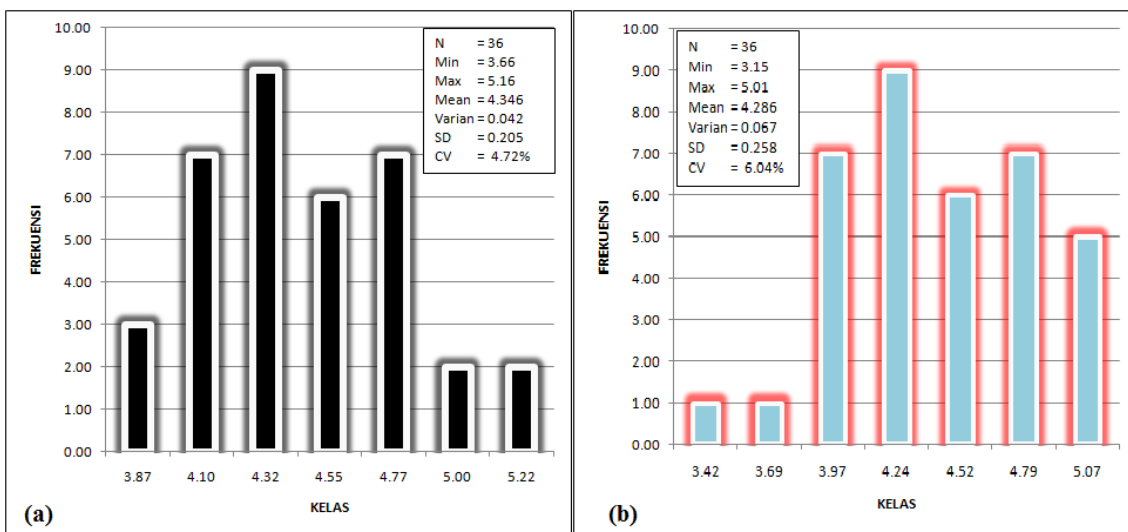 10.00
9.00
8.00
7.00
6.00
5.00
4.00
3.00
2.00
1.00
0.00
FREKUENSI
N = 36
Min = 3.66
Max = 5.16
Mean = 4.346
Varian = 0.042
SD = 0.205
CV = 4.72%
3.87 4.10 4.32 4.55 4.77 5.00 5.22
KELAS
(a)
10.00
9.00
8.00
7.00
6.00
5.00
4.00
3.00
2.00
1.00
0.00
FREKUENSI
N = 36
Min = 3.15
Max = 5.01
Mean = 4.286
Varian = 0.067
SD = 0.258
CV = 6.04%
3.42 3.69 3.97 4.24 4.52 4.79 5.07
KELAS
(b)